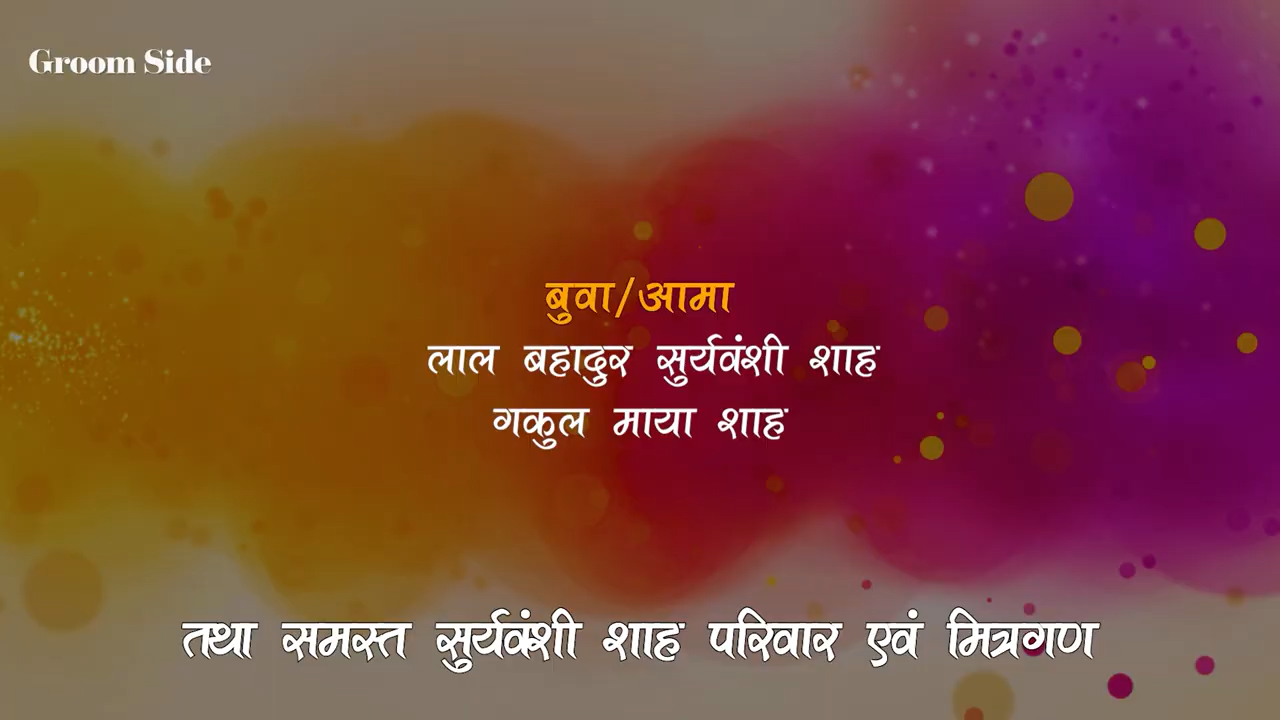 Groom Side
बुवा/आमा
लाल बहादुर सुर्यवंशी शाह
गकुल माया शाह
तथा समस्त सुर्यवंशी शाह परिवार एवं मित्रगण